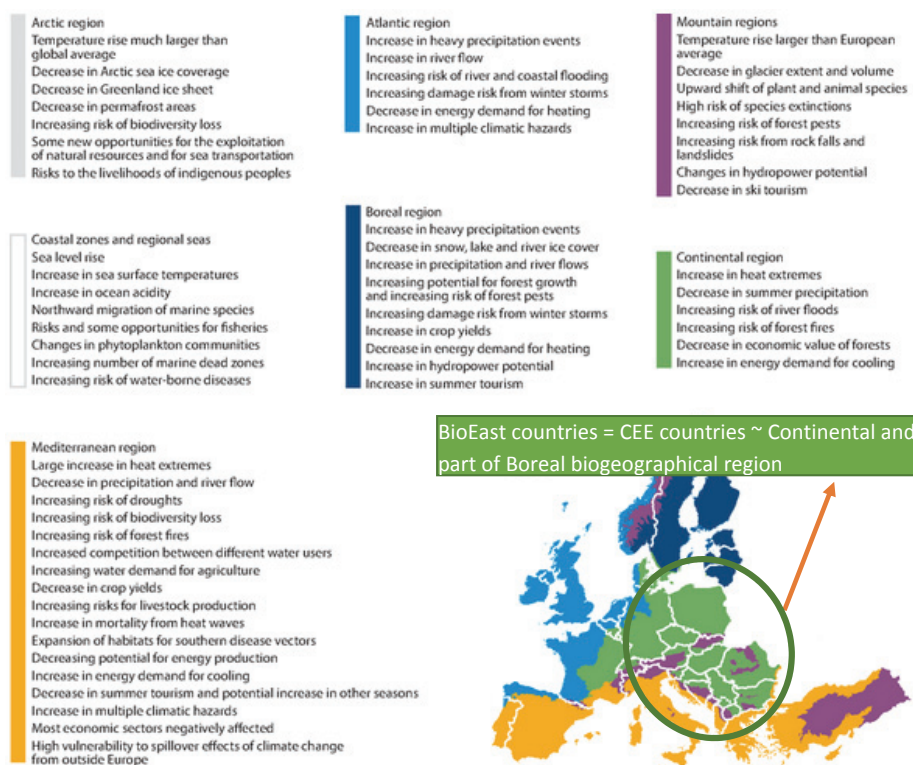 Arctic region
Temperature rise much larger than
global average
Decrease in Arctic sea ice coverage
Decrease in Greenland ice sheet
Decrease in permafrost areas
Increasing risk of biodiversity loss
Some new opportunities for the exploitation
of natural resources and for sea transportation
Risks to the livelihoods of indigenous peoples
Atlantic region
Increase in heavy precipitation events
Increase in river flow
Increasing risk of river and coastal flooding
Increasing damage risk from winter storms
Decrease in energy demand for heating
Increase in multiple climatic hazards
Mountain regions
Temperature rise larger than European
average
Decrease in glacier extent and volume
Upward shift of plant and animal species
High risk of species extinctions
Increasing risk of forest pests
Increasing risk from rock falls and
landslides
Changes in hydropower potential
Decrease in ski tourism
Coastal zones and regional seas
Sea level rise
Increase in sea surface temperatures
Increase in ocean acidity
Northward migration of marine species
Risks and some opportunities for fisheries
Changes in phytoplankton communities
Increasing number of marine dead zones
Increasing risk of water-borne diseases
Boreal region
Increase in heavy precipitation events
Decrease in snow, lake and river ice cover
Increase in precipitation and river flows
Increasing potential for forest growth
and increasing risk of forest pests
Increasing damage risk from winter storms
Increase in crop yields
Decrease in energy demand for heating
Increase in hydropower potential
Increase in summer tourism
Continental region
Increase in heat extremes
Decrease in summer precipitation
Increasing risk of river floods
Increasing risk of forest fires
Decrease in economic value of forests
Increase in energy demand for cooling
Mediterranean region
Large increase in heat extremes
Decrease in precipitation and river flow
Increasing risk of droughts
Increasing risk of biodiversity loss
Increasing risk of forest fires
Increased competition between different water users
Increasing water demand for agriculture
Decrease in crop yields
Increasing risks for livestock production
Increase in mortality from heat waves
Expansion of habitats for southern disease vectors
Decreasing potential for energy production
Increase in energy demand for cooling
Decrease in summer tourism and potential increase in other seasons
Increase in multiple climatic hazards
Most economic sectors negatively affected
High vulnerability to spillover effects of climate change
from outside Europe
BioEast countries = CEE countries ~ Continental and
part of Boreal biogeographical region